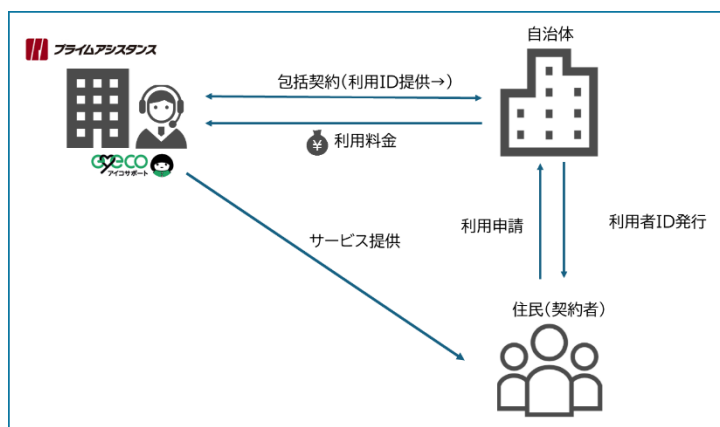 プライムアシスタンス
自治体
包括契約(利用ID提供→)
¥
利用料金
eyeco
アイコサポート
サービス提供
利用申請
利用者ID発行
住民(契約者)